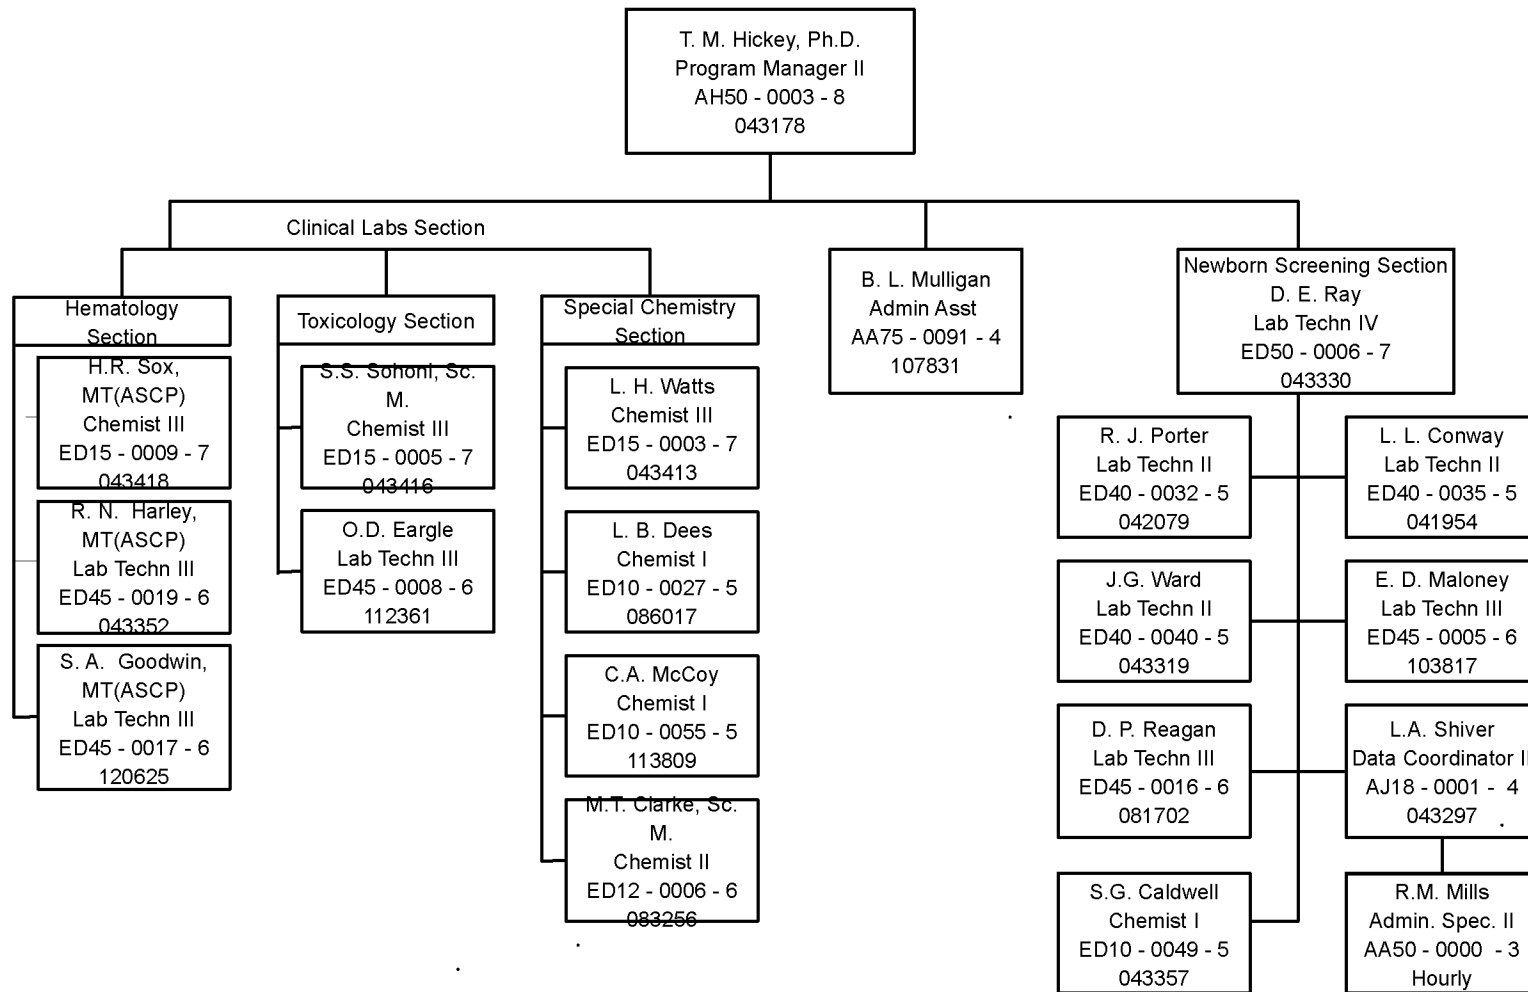 T. M. Hickey, Ph.D.
Program Manager II
AH50 - 0003 - 8
043178
Clinical Labs Section
Hematology
Section
H.R. Sox,
MT(ASCP)
Chemist III
ED15 - 0009 - 7
043418
R. N. Harley,
MT(ASCP)
Lab Techn III
ED45 - 0019 - 6
043352
S. A. Goodwin,
MT(ASCP)
Lab Techn III
ED45 - 0017 - 6
120625
Toxicology Section
S.S. Sohoni, Sc.
M.
Chemist III
ED15 - 0005 - 7
043416
O.D. Eargle
Lab Techn III
ED45 - 0008 - 6
112361
Special Chemistry
Section
L. H. Watts
Chemist III
ED15 - 0003 - 7
043413
L. B. Dees
Chemist I
ED10 - 0027 - 5
086017
C.A. McCoy
Chemist I
ED10 - 0055 - 5
113809
M.T. Clarke, Sc.
M.
Chemist II
ED12 - 0006 - 6
083256
B. L. Mulligan
Admin Asst
AA75 - 0091 - 4
107831
Newborn Screening Section
D. E. Ray
Lab Techn IV
ED50 - 0006 - 7
043330
R. J. Porter
Lab Techn II
ED40 - 0032 - 5
042079
L. L. Conway
Lab Techn II
ED40 - 0035 - 5
041954
J.G. Ward
Lab Techn II
ED40 - 0040 - 5
043319
E. D. Maloney
Lab Techn III
ED45 - 0005 - 6
103817
D. P. Reagan
Lab Techn III
ED45 - 0016 - 6
081702
L.A. Shiver
Data Coordinator II
AJ18 - 0001 - 4
043297
S.G. Caldwell
Chemist I
ED10 - 0049 - 5
043357
R.M. Mills
Admin. Spec. II
AA50 - 0000 - 3
Hourly